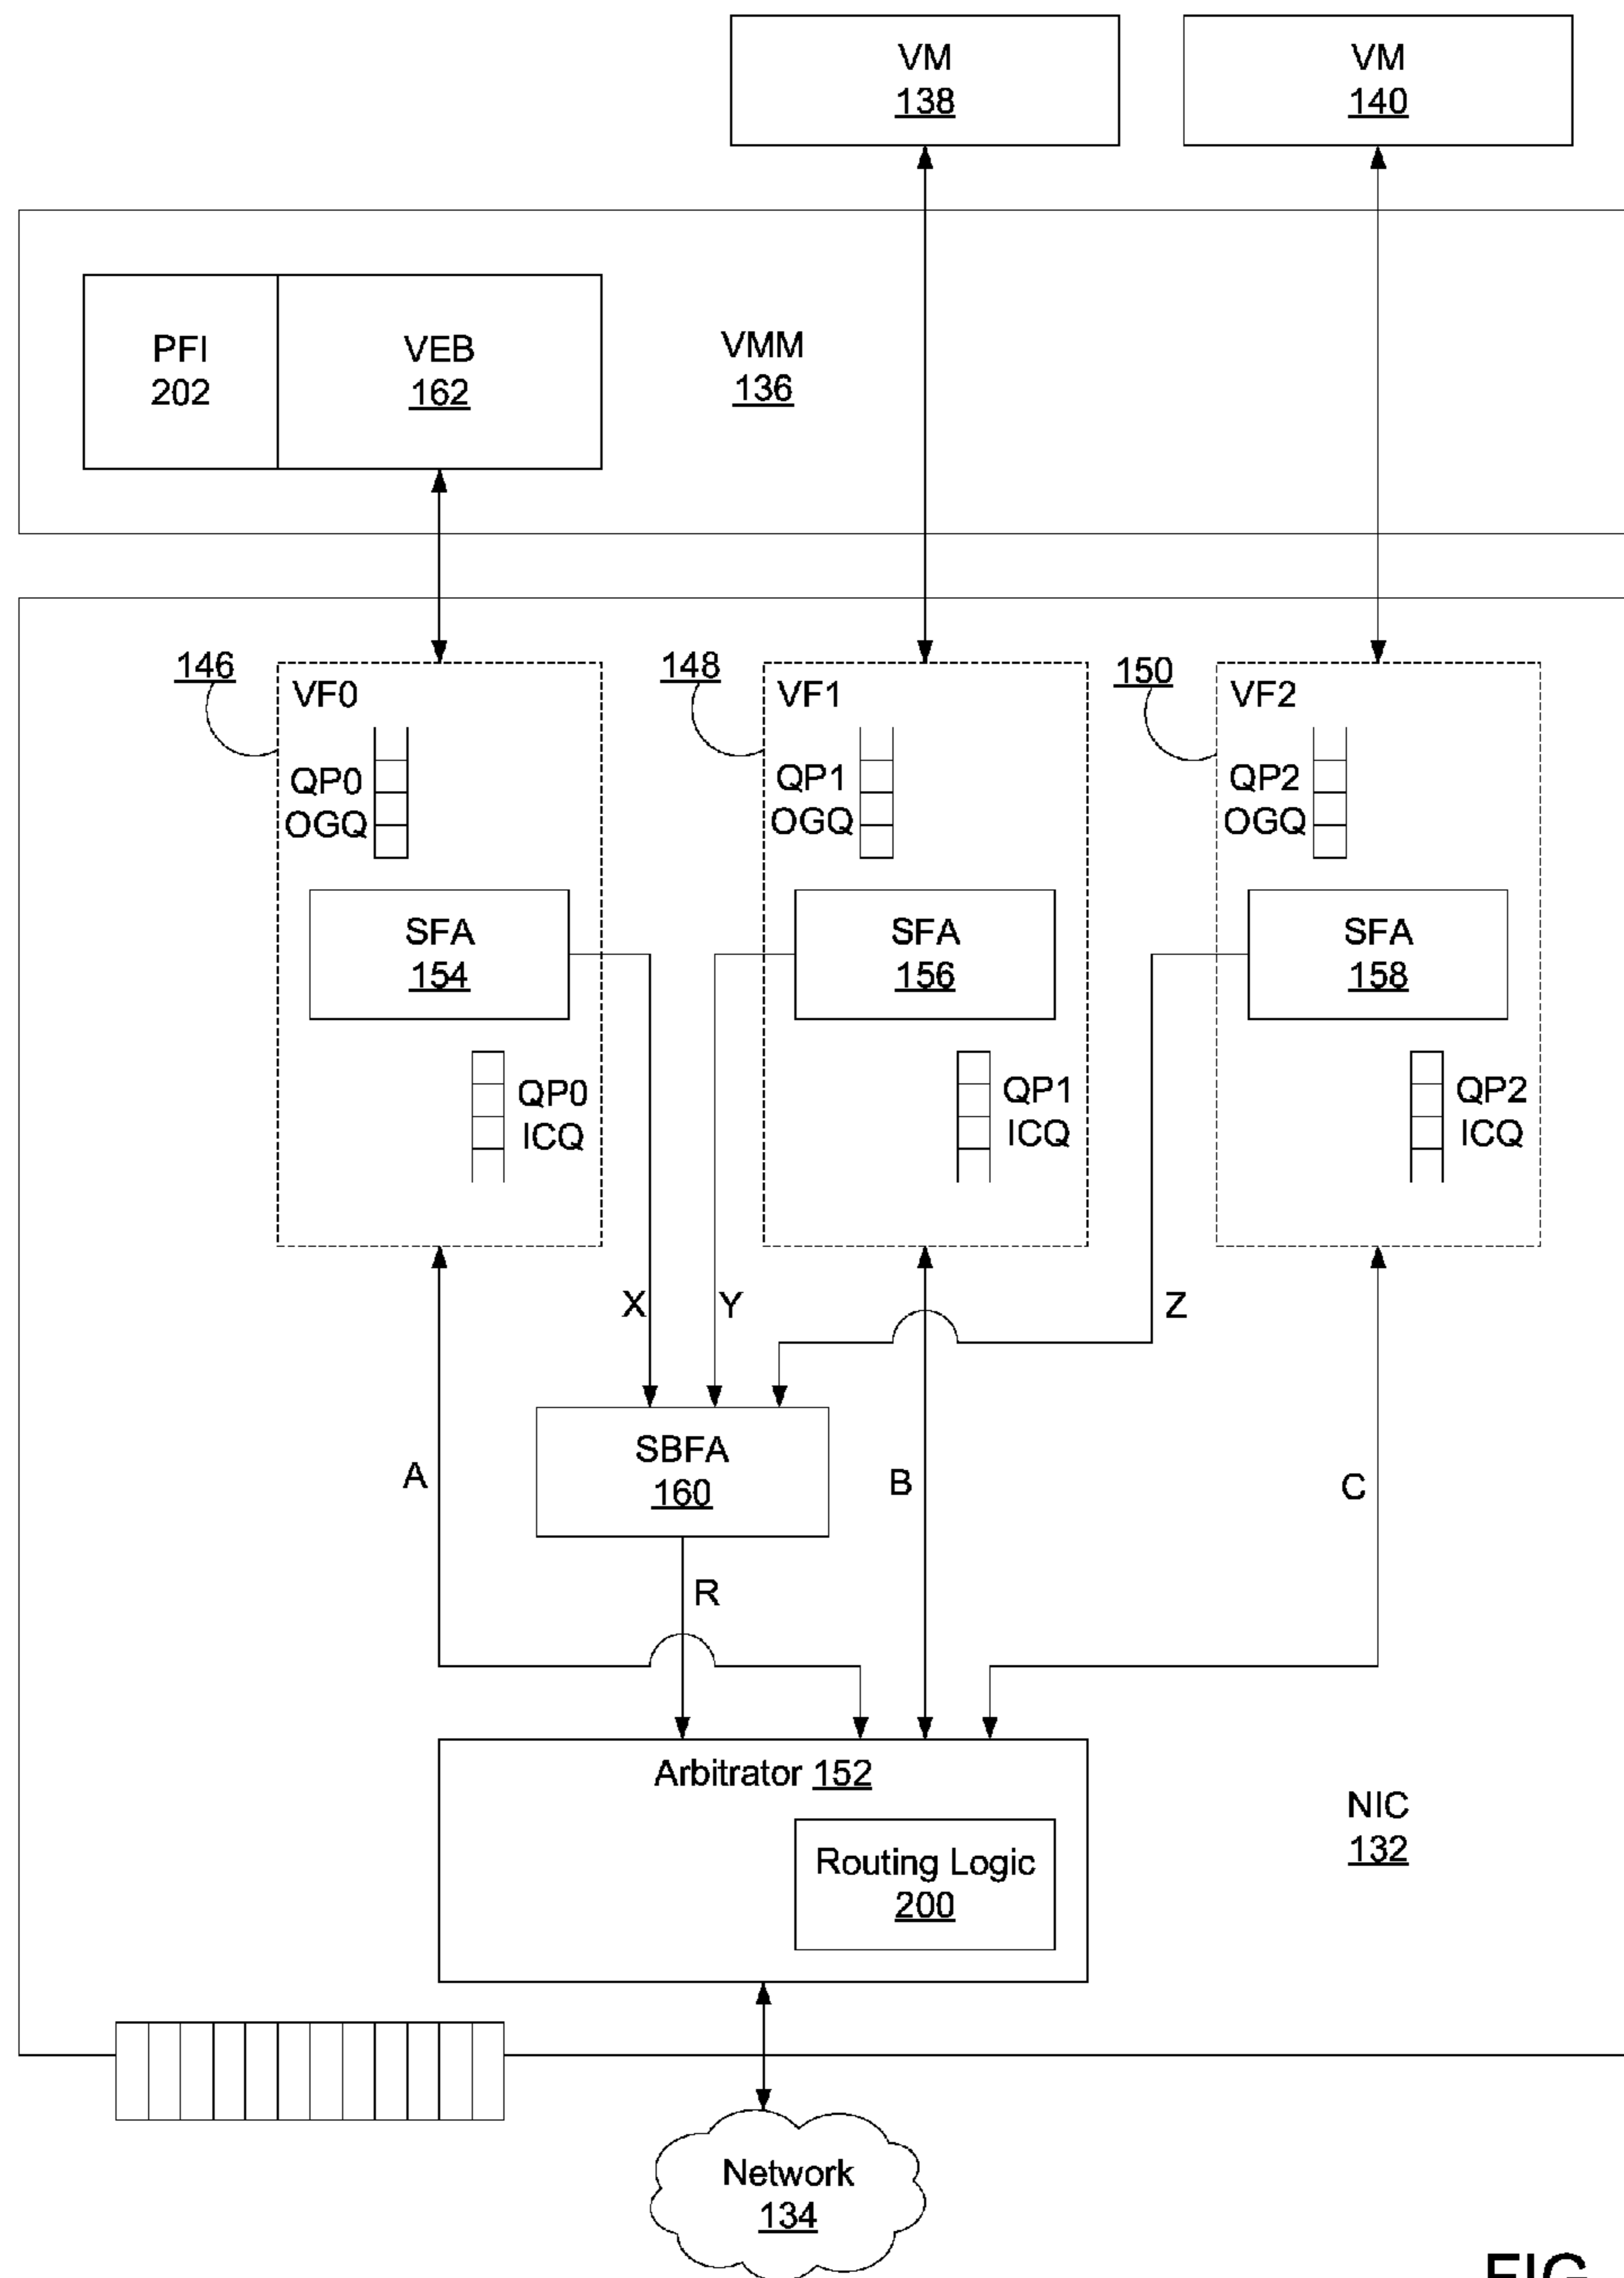 VM
138
VM
140
PFI
202
VEB
162
VMM
136
146
148
150
VF0
VF1
VF2
QP0
OGQ
QP1
OGQ
QP2
OGQ
SFA
154
SFA
156
SFA
158
QP0
ICQ
QP1
ICQ
QP2
ICQ
X
Y
Z
SBFA
160
A
B
C
R
Arbitrator 152
Routing Logic
200
NIC
132
Network
134
FIG